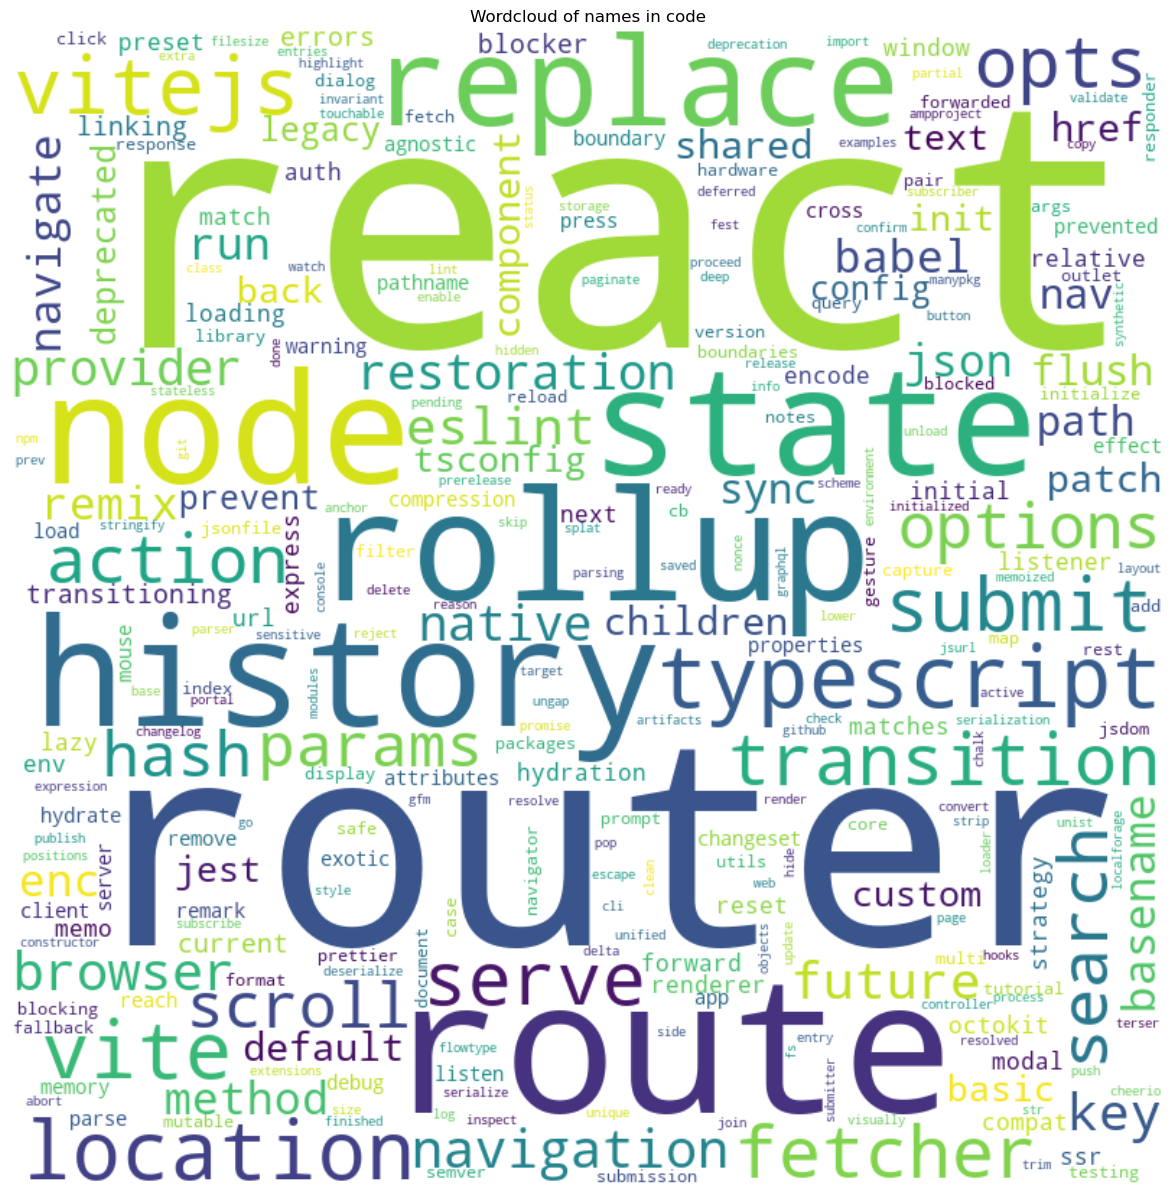 Wordcloud of names in code
click
preset
filesize
errors
entries
extra
highlight
blocker
deprecation
import
window
opts
vitejs
replace
dialog
invariant
touchable
fetch
partial
forwarded
ampproject
validate
responder
linking
response
legacy
agnostic
boundary
shared
examples
text
href
copy
navigate
deprecated
react
auth
component
status
hardware
deferred
pair
subscriber
match
run
storage
press
fest
cross
confirm
init
args
prevented
class
watch
back
pathname
lint
enable
paginate
proceed
deep
babel
config
query
manypkg
button
relative
outlet
nav
synthetic
loading
library
done
warning
hidden
version
boundaries
release
provider
stateless
restoration
info
encode
json
blocked
flush
initialize
node
pending
reload
state
notes
unload
path
effect
npm
prev
git
eslint
tsconfig
prerelease
remix
prevent
anchor
compression
skip
ready
sync
scheme
environment
initial
initialized
patch
load
stringify
jsonfile
express
console
filter
next
splat
cb
rollup
nonce
graphql
gesture
options
action
parsing
saved
capture
listener
memoized
layout
transitioning
delete
reason
lower
submit
add
url
parser
sensitive
reject
native
children
properties
jsurl
map
rest
mouse
base
index
portal
modules
history
target
ungap
typescript
active
changelog
promise
artifacts
github
check
serialization
lazy
env
hash
params
packages
matches
chalk
jsdom
expression
display
attributes
hydration
transition
hydrate
go
gfm
resolve
render
convert
strip
unist
localforage
publish
positions
remove
safe
router
prompt
pop
changeset
core
loader
basename
server
jest
exotic
style
navigator
escape
clean
utils
web
hide
search
enc
client
memo
remark
subscribe
case
cli
reset
custom
page
strategy
constructor
current
prettier
deserialize
document
delta
unified
objects
update
multi
hooks
browser
format
serve
forward
renderer
future
tutorial
blocking
fallback
reach
scroll
app
controller
process
terser
vite
default
route
side
fs
entry
octokit
resolved
modal
flowtype
listen
serialize
push
cheerio
memory
abort
extensions
debug
method
size
submitter
basic
parse
mutable
finished
log
inspect
unique
join
visually
compat
str
key
location
navigation
semver
submission
fetcher
trim
ssr
testing